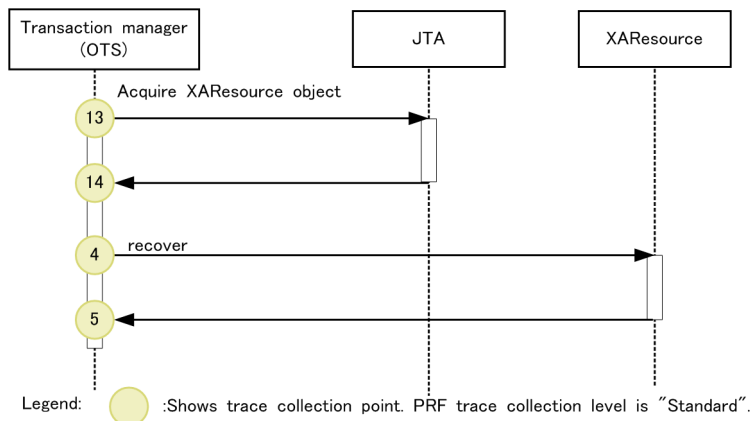 Transaction manager
(OTS)
JTA
XAResource
Acquire XAResource object
13
14
4
recover
5
Legend:
:Shows trace collection point. PRF trace collection level is "Standard".